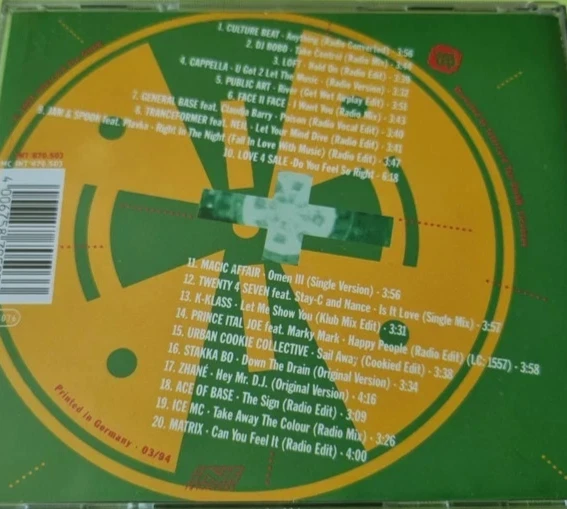 1. CULTURE BEAT - Anything (Radio Converted) - 3:56
2. DJ BOBO - Take Control (Radio Mix) - 3:44
3. LOFT - Hold On (Radio Edit) - 3:38
4. CAPPELLA - U Got 2 Let The Music - (Radio Version) - 3:32
5. PUBLIC ART - River (Get Wet Airplay Edit) - 3:51
6. FACE II FACE - I Want You (Radio Mix) - 3:43
7. GENERAL BASE feat. Claudia Barry - Poison (Radio Vocal Edit) - 3:40
8. TRANCEFORMER feat. NEIL - Let Your Mind Dive (Radio Edit) - 3:41
9. JAM & SPOON feat. Plavka - Right In The Night (Fall In Love With Music) (Radio Edit) - 3:47
10. LOVE 4 SALE - Do You Feel So Right - 6:18
11. MAGIC AFFAIR - Omen III (Single Version) - 3:56
12. TWENTY 4 SEVEN feat. Stay-C and Nance - Is It Love (Single Mix) - 3:57
13. K-KLASS - Let Me Show You (Klub Mix Edit) - 3:31
14. PRINCE ITAL JOE feat. Marky Mark - Happy People (Radio Edit) (LC: 1557) - 3:58
15. URBAN COOKIE COLLECTIVE - Sail Away (Cookied Edit) - 3:38
16. STAKKA BO - Down The Drain (Original Version) - 3:34
17. ZHANÉ - Hey Mr. D.J. (Original Version) - 4:16
18. ACE OF BASE - The Sign (Radio Edit) - 3:09
19. ICE MC - Take Away The Colour (Radio Mix) - 3:26
20. MATRIX - Can You Feel It (Radio Edit) - 4:00
Printed in Germany - 03/94